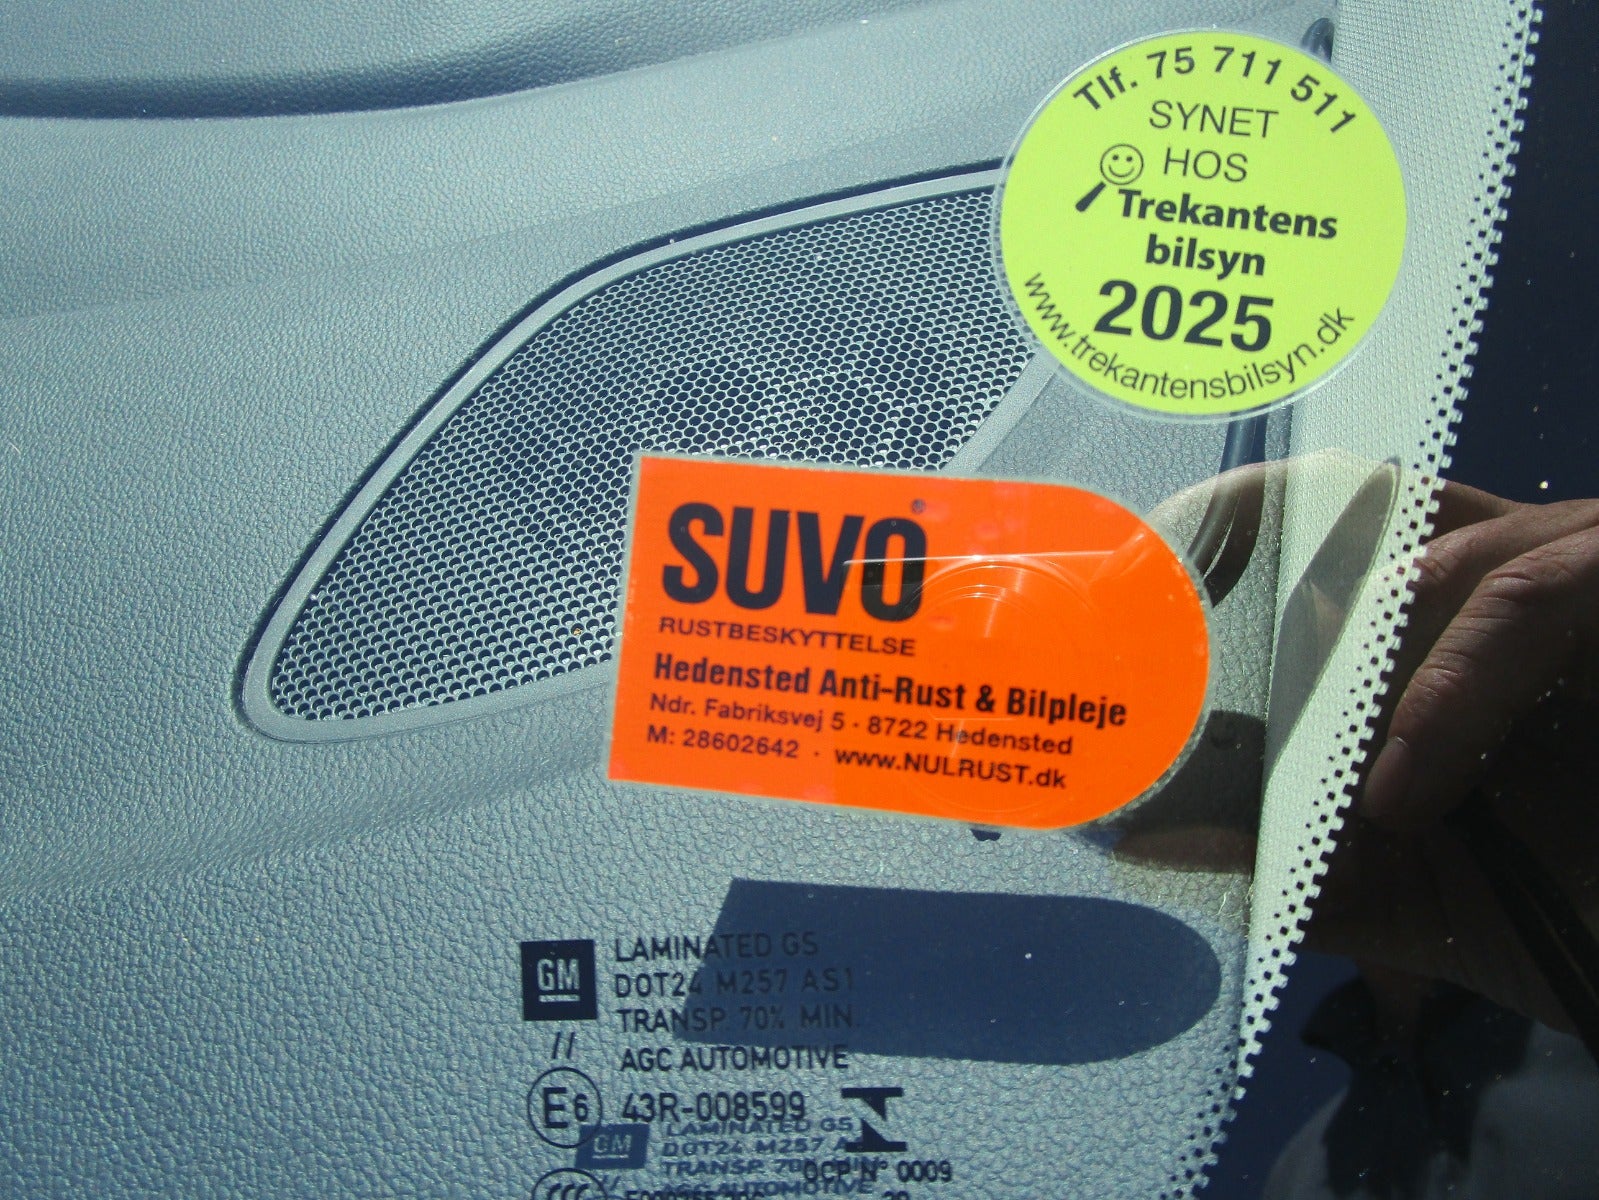 Tlf. 75 711 511
SYNET
HOS
Trekantens
bilsyn
2025
www.trekantensbilsyn.dk
SUVO®
RUSTBESKYTTELSE
Hedensted Anti-Rust & Bilpleje
Ndr. Fabriksvej 5 · 8722 Hedensted
M: 28602642 · www.NULRUST.dk
GM
LAMINATED GS
DOT24 M257 AS1
TRANSP. 70% MIN.
//
AGC AUTOMOTIVE
E6
43R-008599
OCP N° 0009